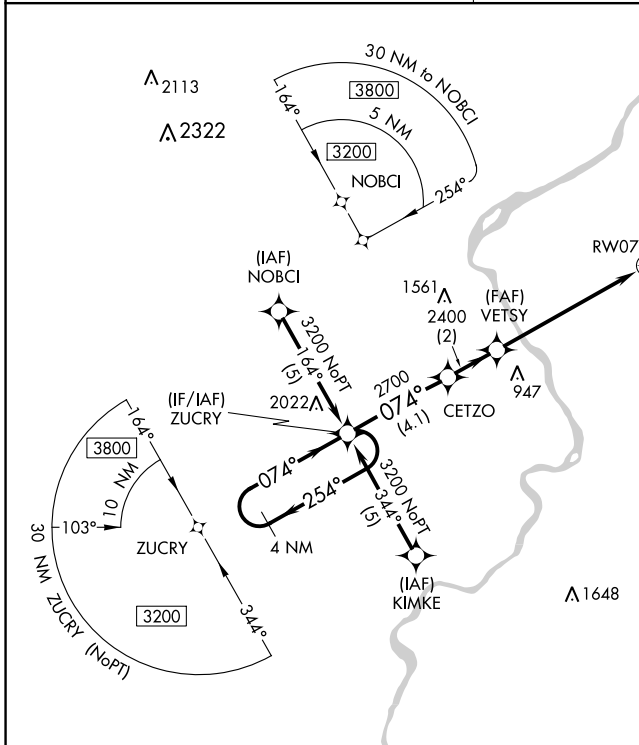 2113
2322
30 NM to NOBCI
3800
5 NM
3200
164°
NOBCI
254°
RW07
(IAF)
NOBCI
3200 NoPT
164°
(5)
1561
2400
(2)
(FAF)
VETSY
947
CETZO
2700
074°
(4.1)
2022
(IF/IAF)
ZUCRY
074°
254°
4 NM
3200 NoPT
344°
(5)
(IAF)
KIMKE
1648
164°
3800
10 NM
103°
ZUCRY
3200
344°
30 NM ZUCRY (NoPT)